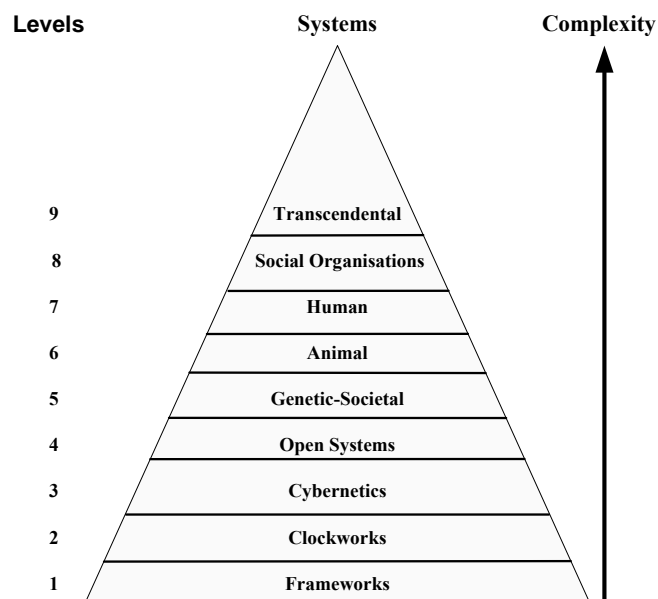 Levels Systems Complexity
9 Transcendental
8 Social Organisations
7 Human
6 Animal
5 Genetic-Societal
4 Open Systems
3 Cybernetics
2 Clockworks
1 Frameworks